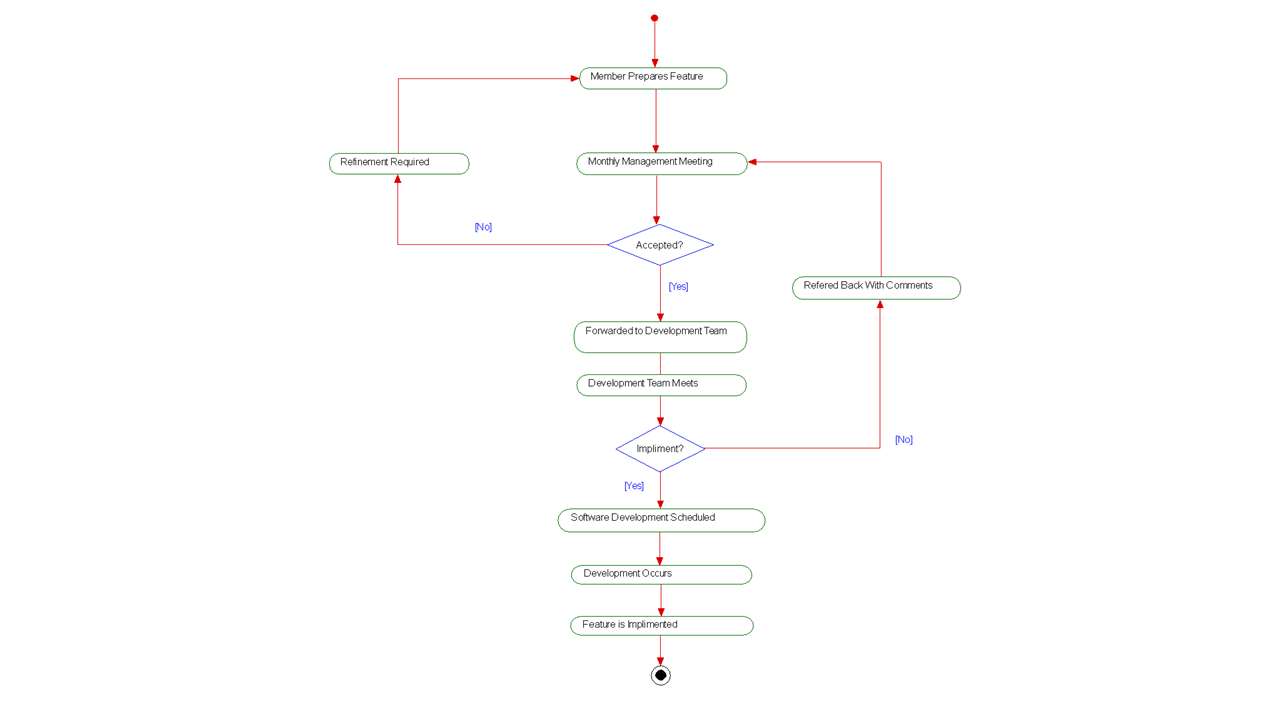 Member Prepares Feature
Refinement Required
Monthly Management Meeting
[No]
Accepted?
[Yes]
Refered Back With Comments
Forwarded to Development Team
Development Team Meets
[No]
Impliment?
[Yes]
Software Development Scheduled
Development Occurs
Feature is Implimented